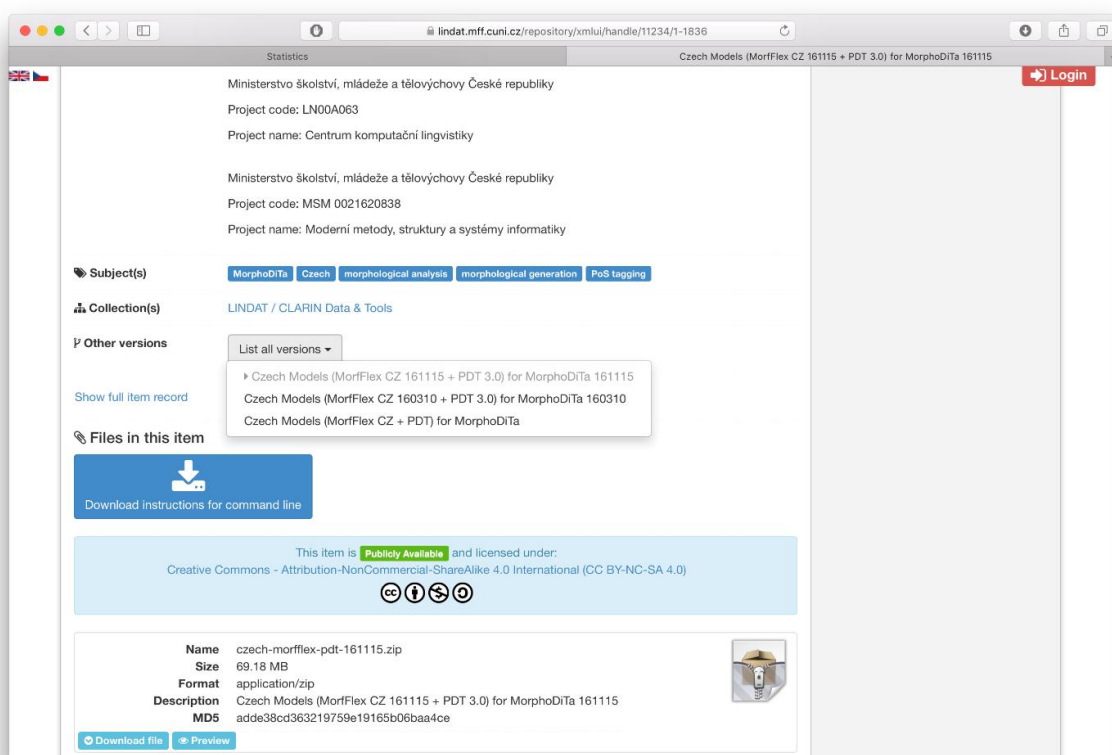 lindat.mff.cuni.cz/repository/xmlui/handle/11234/1-1836
Statistics
Czech Models (MorfFlex CZ 161115 + PDT 3.0) for MorphoDiTa 161115
Login
Ministerstvo školství, mládeže a tělovýchovy České republiky
Project code: LN00A063
Project name: Centrum komputační lingvistiky
Ministerstvo školství, mládeže a tělovýchovy České republiky
Project code: MSM 0021620838
Project name: Moderní metody, struktury a systémy informatiky
Subject(s)
MorphoDiTa Czech morphological analysis morphological generation PoS tagging
Collection(s)
LINDAT / CLARIN Data & Tools
Other versions
List all versions
Czech Models (MorfFlex CZ 161115 + PDT 3.0) for MorphoDiTa 161115
Czech Models (MorfFlex CZ 160310 + PDT 3.0) for MorphoDiTa 160310
Czech Models (MorfFlex CZ + PDT) for MorphoDiTa
Show full item record
Files in this item
Download instructions for command line
This item is Publicly Available and licensed under:
Creative Commons - Attribution-NonCommercial-ShareAlike 4.0 International (CC BY-NC-SA 4.0)
Name czech-morfflex-pdt-161115.zip
Size 69.18 MB
Format application/zip
Description Czech Models (MorfFlex CZ 161115 + PDT 3.0) for MorphoDiTa 161115
MD5 adde38cd363219759e19165b06baa4ce
Download file Preview